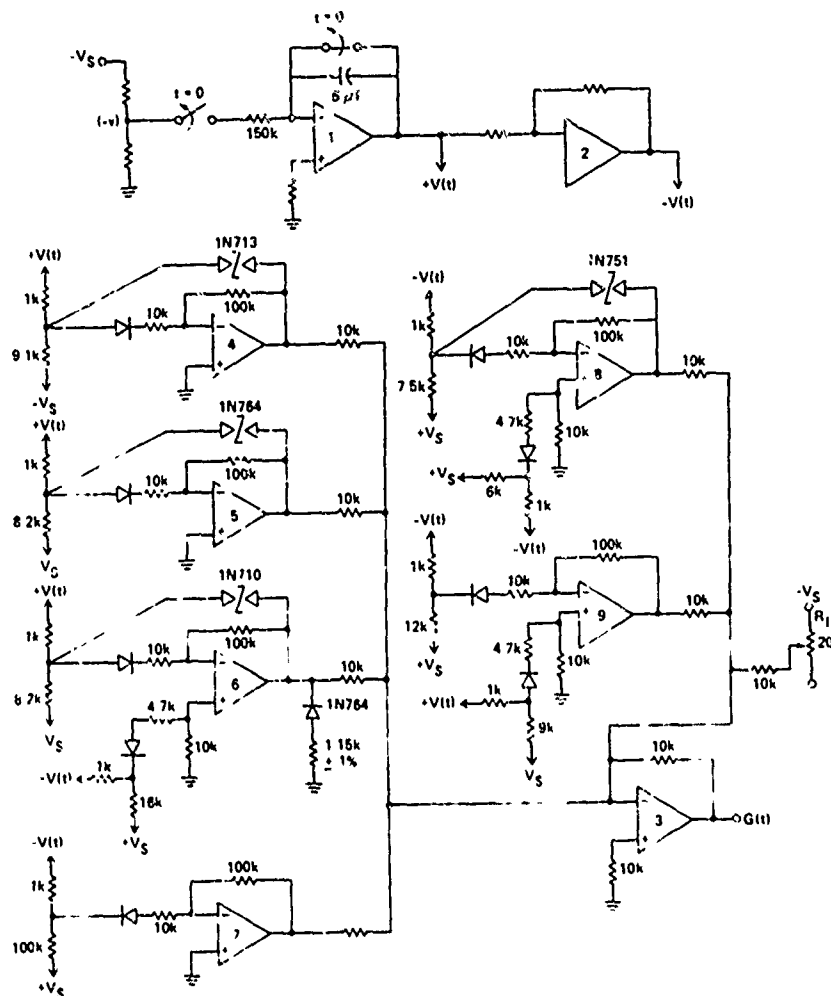 t=0
-VS
t=0
6 µf
(-v)
150k
1
2
+V(t)
-V(t)
+V(t)
1N713
1k
100k
10k
4
10k
9.1k
-VS
+V(t)
1N764
1k
100k
10k
5
10k
8.2k
+V(t)
1N710
1k
10k
100k
6
10k
4.7k
1N764
VS
10k
1.15k
± 1%
-V(t)
1k
16k
+VS
-V(t)
1k
100k
10k
7
100k
+VS
-V(t)
1N751
1k
100k
10k
8
10k
7.5k
+VS
4.7k
10k
+VS
6k
1k
-V(t)
-V(t)
1k
100k
10k
9
10k
12k
+VS
4.7k
10k
+V(t)
1k
9k
VS
-VS
10k
10k
3
G(t)
10k